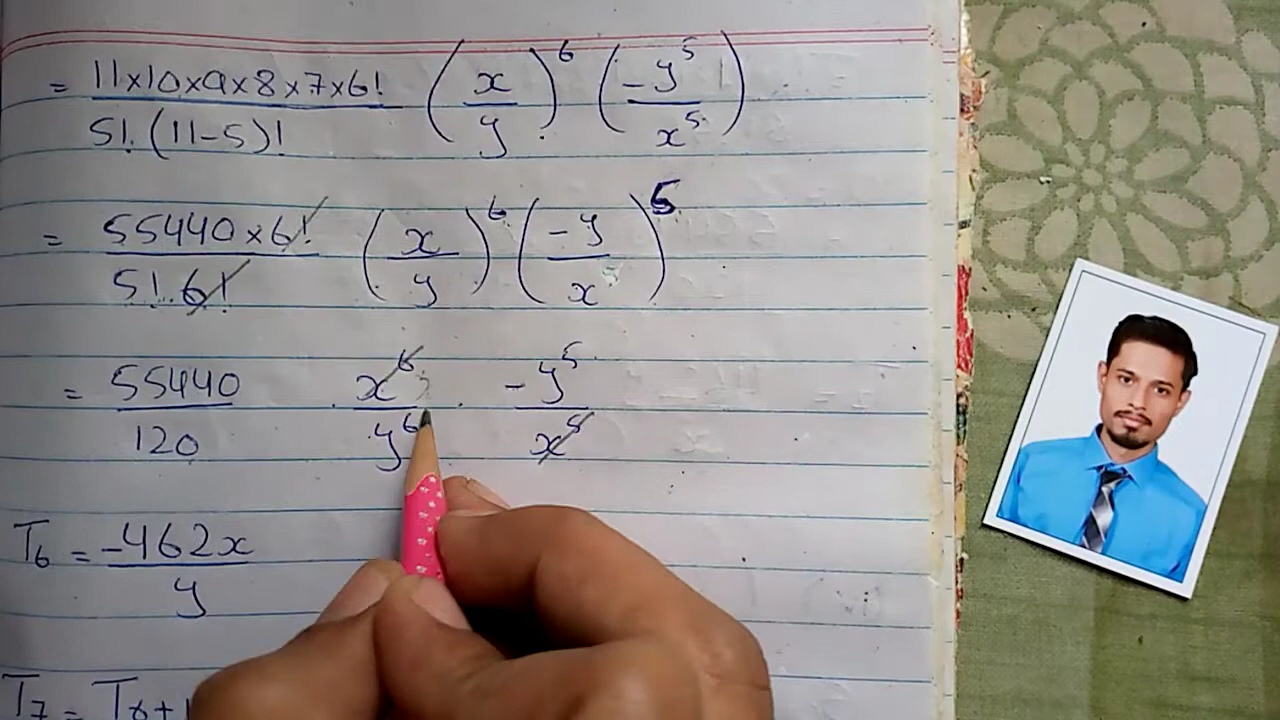 = 11×10×9×8×7×6! / 5!.(11-5)! (x/y)^6 (-y^5/x^5)
= 55440×6! / 5!.6! (x/y)^6 (-y/x)^5
= 55440/120 . x^6/y^6 . -y^5/x^5
T6 = -462x/y
T7 = T6+1